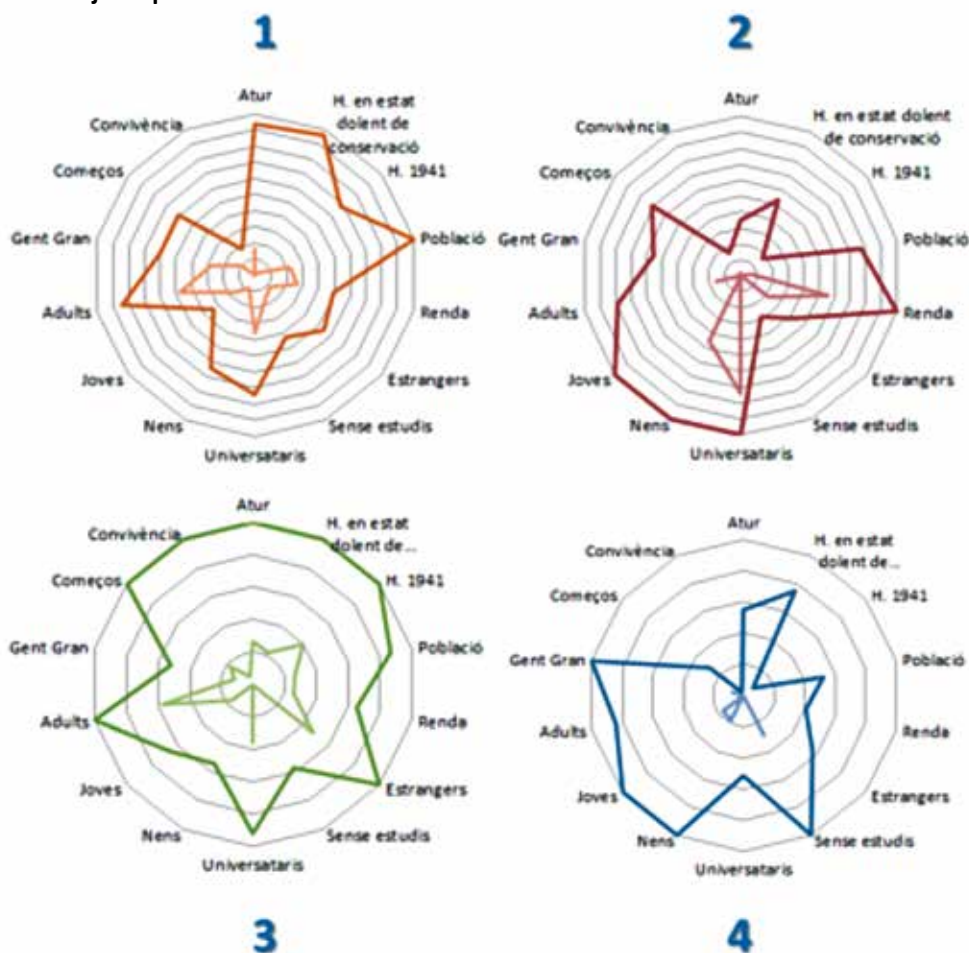 1
2
Atur
H. en estat
dolent de
conservació
H. 1941
Població
Renda
Estrangers
Sense estudis
Universataris
Nens
Joves
Adults
Gent Gran
Començos
Convivència
Atur
H. en estat dolent
de conservació
H. 1941
Població
Renda
Estrangers
Sense estudis
Universataris
Nens
Joves
Adults
Gent Gran
Començos
Convivència
Atur
H. en estat
dolent de...
H. 1941
Població
Renda
Estrangers
Sense estudis
Universataris
Nens
Joves
Adults
Gent Gran
Començos
Convivència
Atur
H. en estat
dolent de...
H. 1941
Població
Renda
Estrangers
Sense estudis
Universataris
Nens
Joves
Adults
Gent Gran
Començos
Convivència
3
4